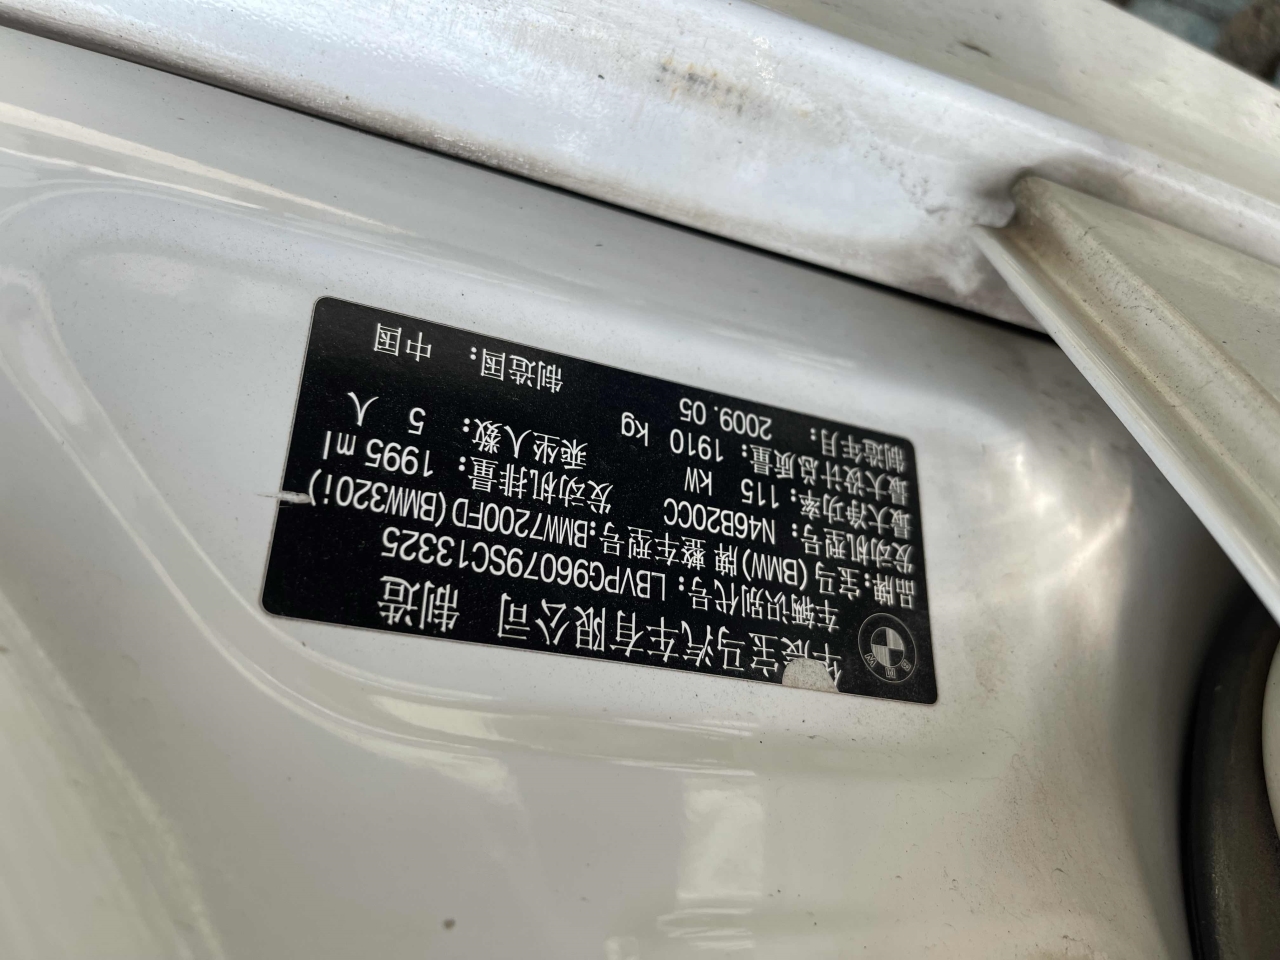 华晨宝马汽车有限公司 制造
车辆识别代号: LBVPG96079SC13325
品牌:宝马(BMW)牌 整车型号:BMW7200FD(BMW320i)
发动机型号: N46B20CC 发动机排量: 1995 ml
最大净功率: 115 kW 乘坐人数: 5 人
最大设计总质量: 1910 kg
制造年月: 2009.05 制造国: 中国
BMW